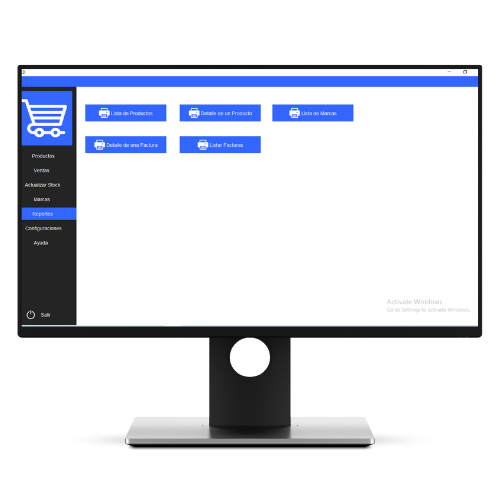 Lista de Productos
Detalle de un Producto
Lista de Marcas
Detalle de una Factura
Listar Facturas
Productos
Ventas
Actualizar Stock
Marcas
Reportes
Configuraciones
Ayuda
Salir
Activate Windows
Go to Settings to activate Windows.